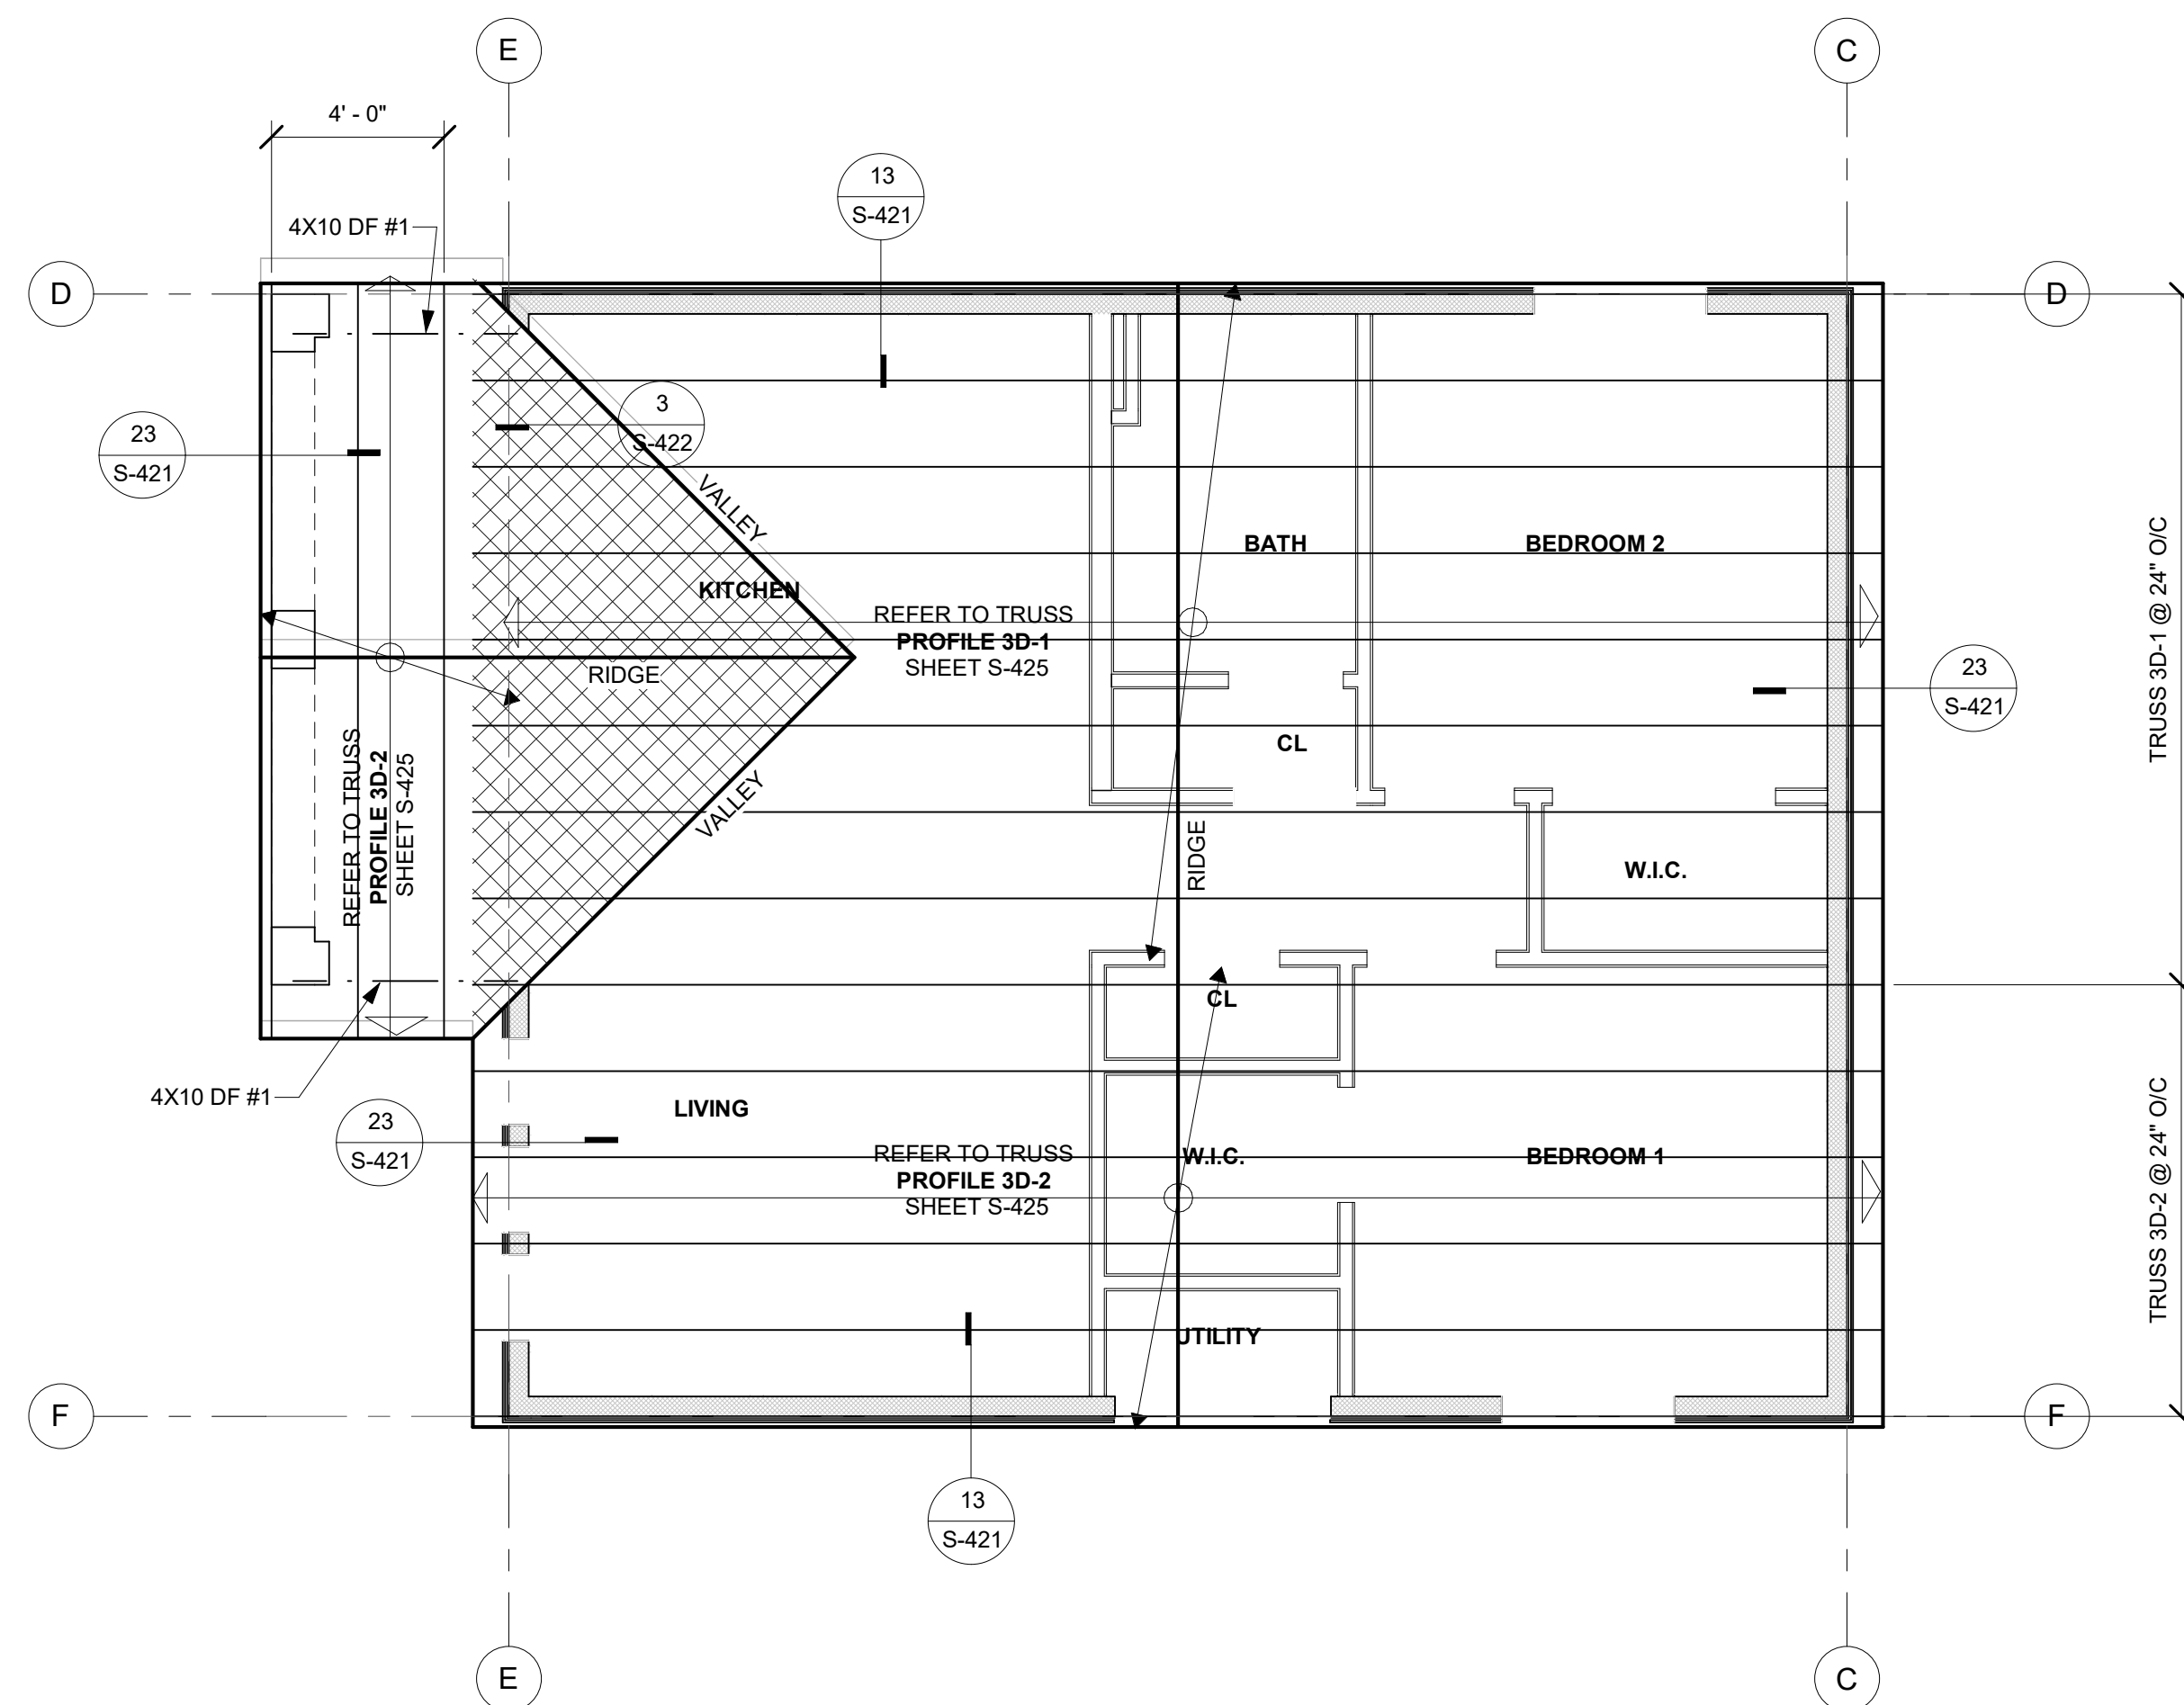 E
C
4' - 0"
13
S-421
4X10 DF #1
D
D
3
S-422
23
S-421
VALLEY
BATH
BEDROOM 2
TRUSS 3D-1 @ 24" O/C
KITCHEN
REFER TO TRUSS
PROFILE 3D-1
SHEET S-425
RIDGE
23
S-421
REFER TO TRUSS
PROFILE 3D-2
SHEET S-425
CL
VALLEY
RIDGE
W.I.C.
CL
4X10 DF #1
LIVING
23
S-421
REFER TO TRUSS
PROFILE 3D-2
SHEET S-425
W.I.C.
BEDROOM 1
TRUSS 3D-2 @ 24" O/C
UTILITY
F
F
13
S-421
E
C